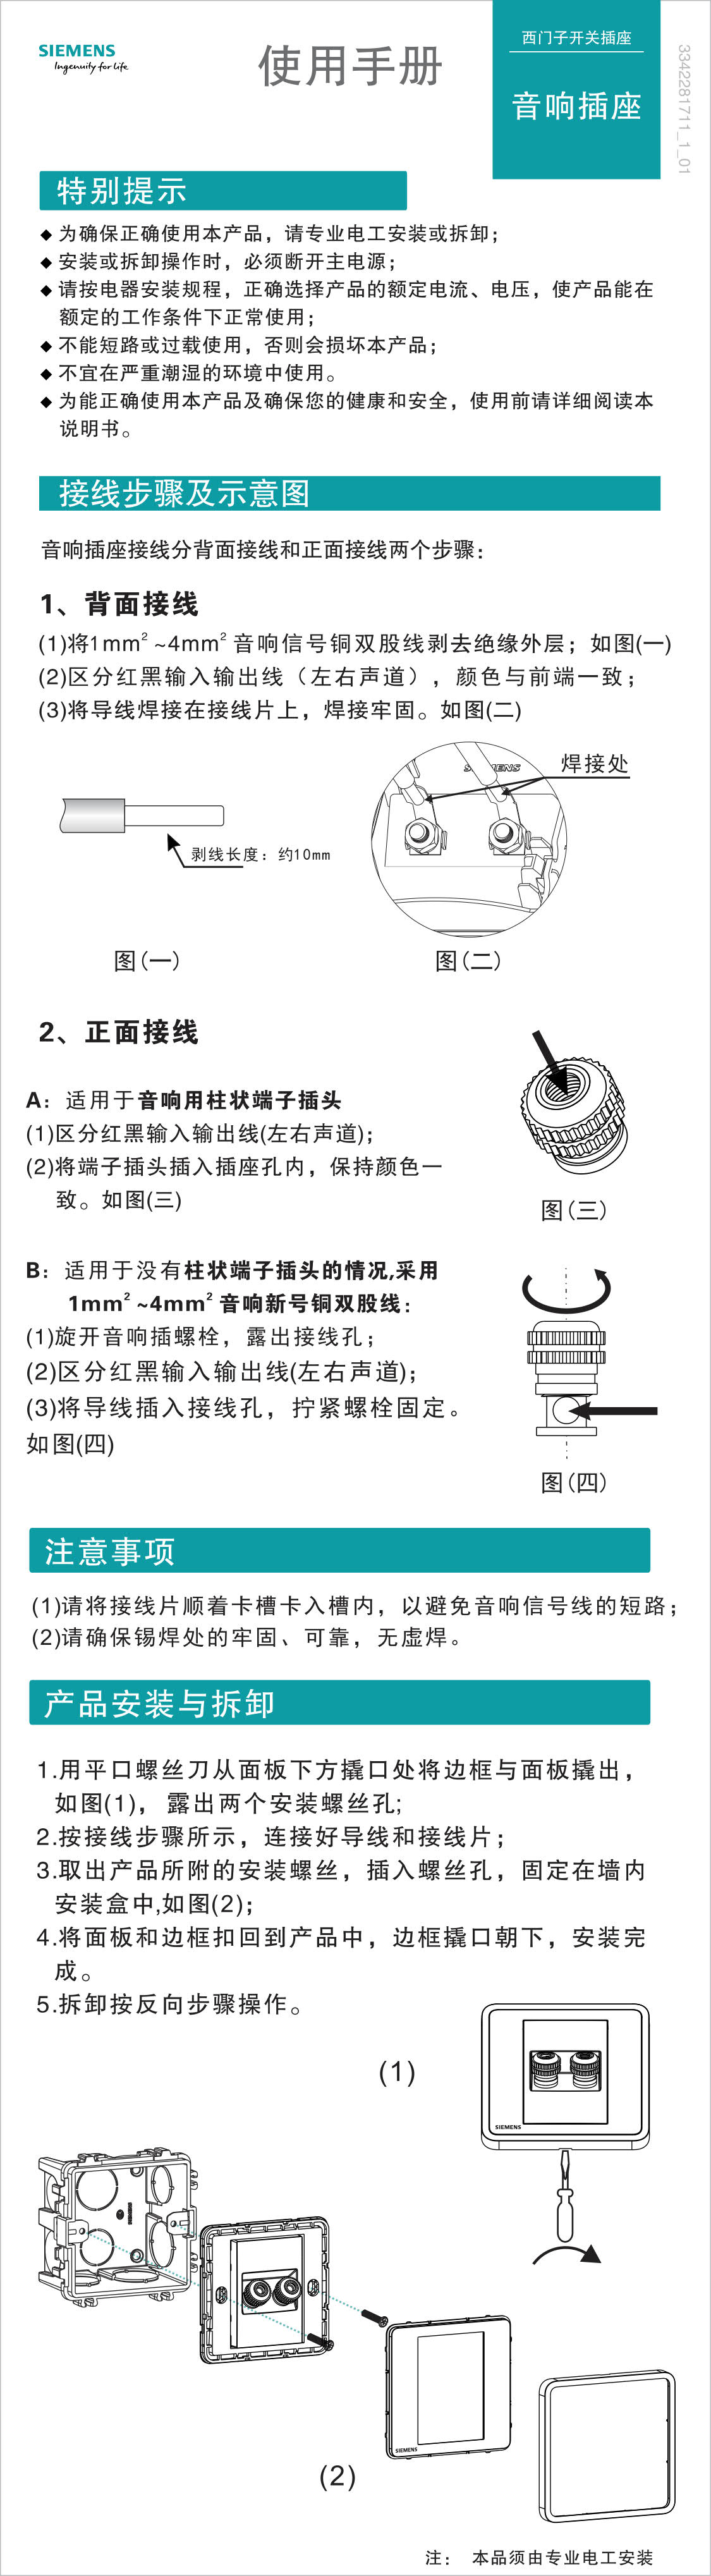 SIEMENS
Ingenuity for life
使用手册
西门子开关插座
音响插座
3342281711_1_01
特别提示
◆ 为确保正确使用本产品，请专业电工安装或拆卸；
◆ 安装或拆卸操作时，必须断开主电源；
◆ 请按电器安装规程，正确选择产品的额定电流、电压，使产品能在
额定的工作条件下正常使用；
◆ 不能短路或过载使用，否则会损坏本产品；
◆ 不宜在严重潮湿的环境中使用。
◆ 为能正确使用本产品及确保您的健康和安全，使用前请详细阅读本
说明书。
接线步骤及示意图
音响插座接线分背面接线和正面接线两个步骤：
1、背面接线
(1)将1mm² ~4mm² 音响信号铜双股线剥去绝缘外层；如图(一)
(2)区分红黑输入输出线（左右声道），颜色与前端一致；
(3)将导线焊接在接线片上，焊接牢固。如图(二)
剥线长度：约10mm
SIEMENS
焊接处
图(一)
图(二)
2、正面接线
A：适用于音响用柱状端子插头
(1)区分红黑输入输出线(左右声道)；
(2)将端子插头插入插座孔内，保持颜色一
致。如图(三)
图(三)
B：适用于没有柱状端子插头的情况,采用
1mm² ~4mm² 音响新号铜双股线：
(1)旋开音响插螺栓，露出接线孔；
(2)区分红黑输入输出线(左右声道)；
(3)将导线插入接线孔，拧紧螺栓固定。
如图(四)
图(四)
注意事项
(1)请将接线片顺着卡槽卡入槽内，以避免音响信号线的短路；
(2)请确保锡焊处的牢固、可靠，无虚焊。
产品安装与拆卸
1.用平口螺丝刀从面板下方撬口处将边框与面板撬出，
如图(1)，露出两个安装螺丝孔;
2.按接线步骤所示，连接好导线和接线片；
3.取出产品所附的安装螺丝，插入螺丝孔，固定在墙内
安装盒中,如图(2)；
4.将面板和边框扣回到产品中，边框撬口朝下，安装完
成。
5.拆卸按反向步骤操作。
(1)
SIEMENS
SIEMENS
SIEMENS
(2)
注： 本品须由专业电工安装